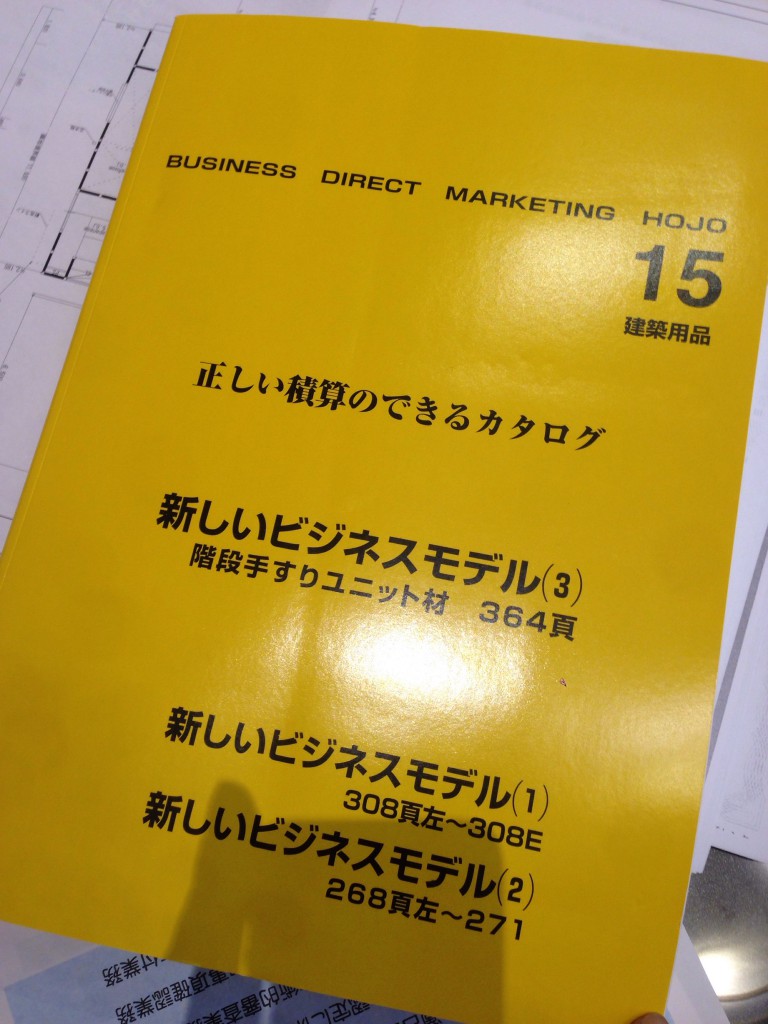 BUSINESS DIRECT MARKETING HOJO
15
建築用品
正しい積算のできるカタログ
新しいビジネスモデル(3)
階段手すりユニット材 364頁
新しいビジネスモデル(1)
308頁左～308E
新しいビジネスモデル(2)
268頁左～271